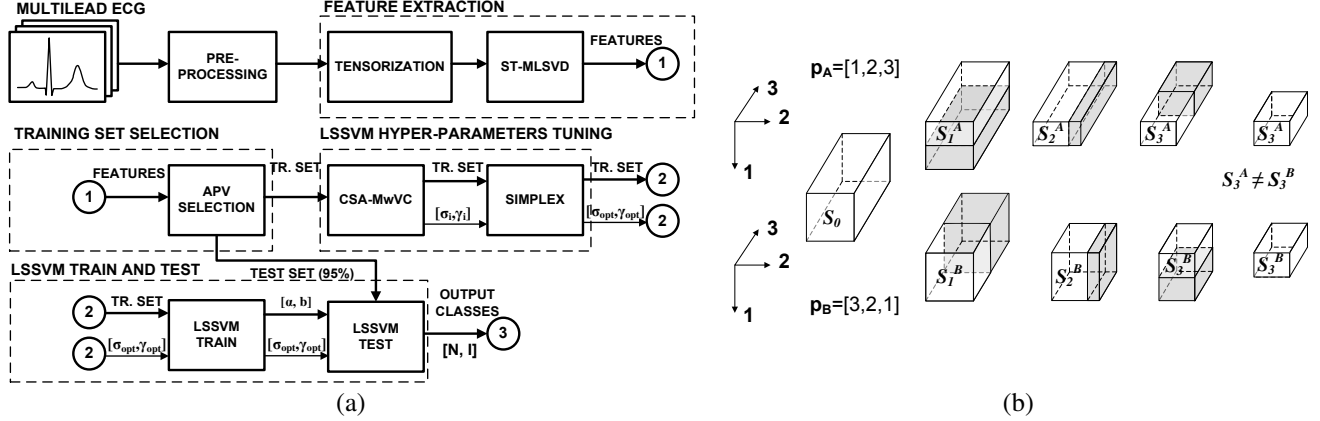 MULTILEAD ECG
FEATURE EXTRACTION
PRE-
PROCESSING
TENSORIZATION
ST-MLSVD
FEATURES
1
TRAINING SET SELECTION
LSSVM HYPER-PARAMETERS TUNING
1
FEATURES
APV
SELECTION
TR. SET
CSA-MwVC
TR. SET
[σi,γi]
SIMPLEX
TR. SET
2
[σopt,γopt]
2
LSSVM TRAIN AND TEST
TEST SET (95%)
2
TR. SET
2
[σopt,γopt]
LSSVM
TRAIN
[α, b]
[σopt,γopt]
LSSVM
TEST
OUTPUT
CLASSES
[N, I]
3
(a)
pA=[1,2,3]
3
2
1
S0
S1A
S2A
S3A
S3A
S3A ≠ S3B
3
2
1
pB=[3,2,1]
S1B
S2B
S3B
S3B
(b)